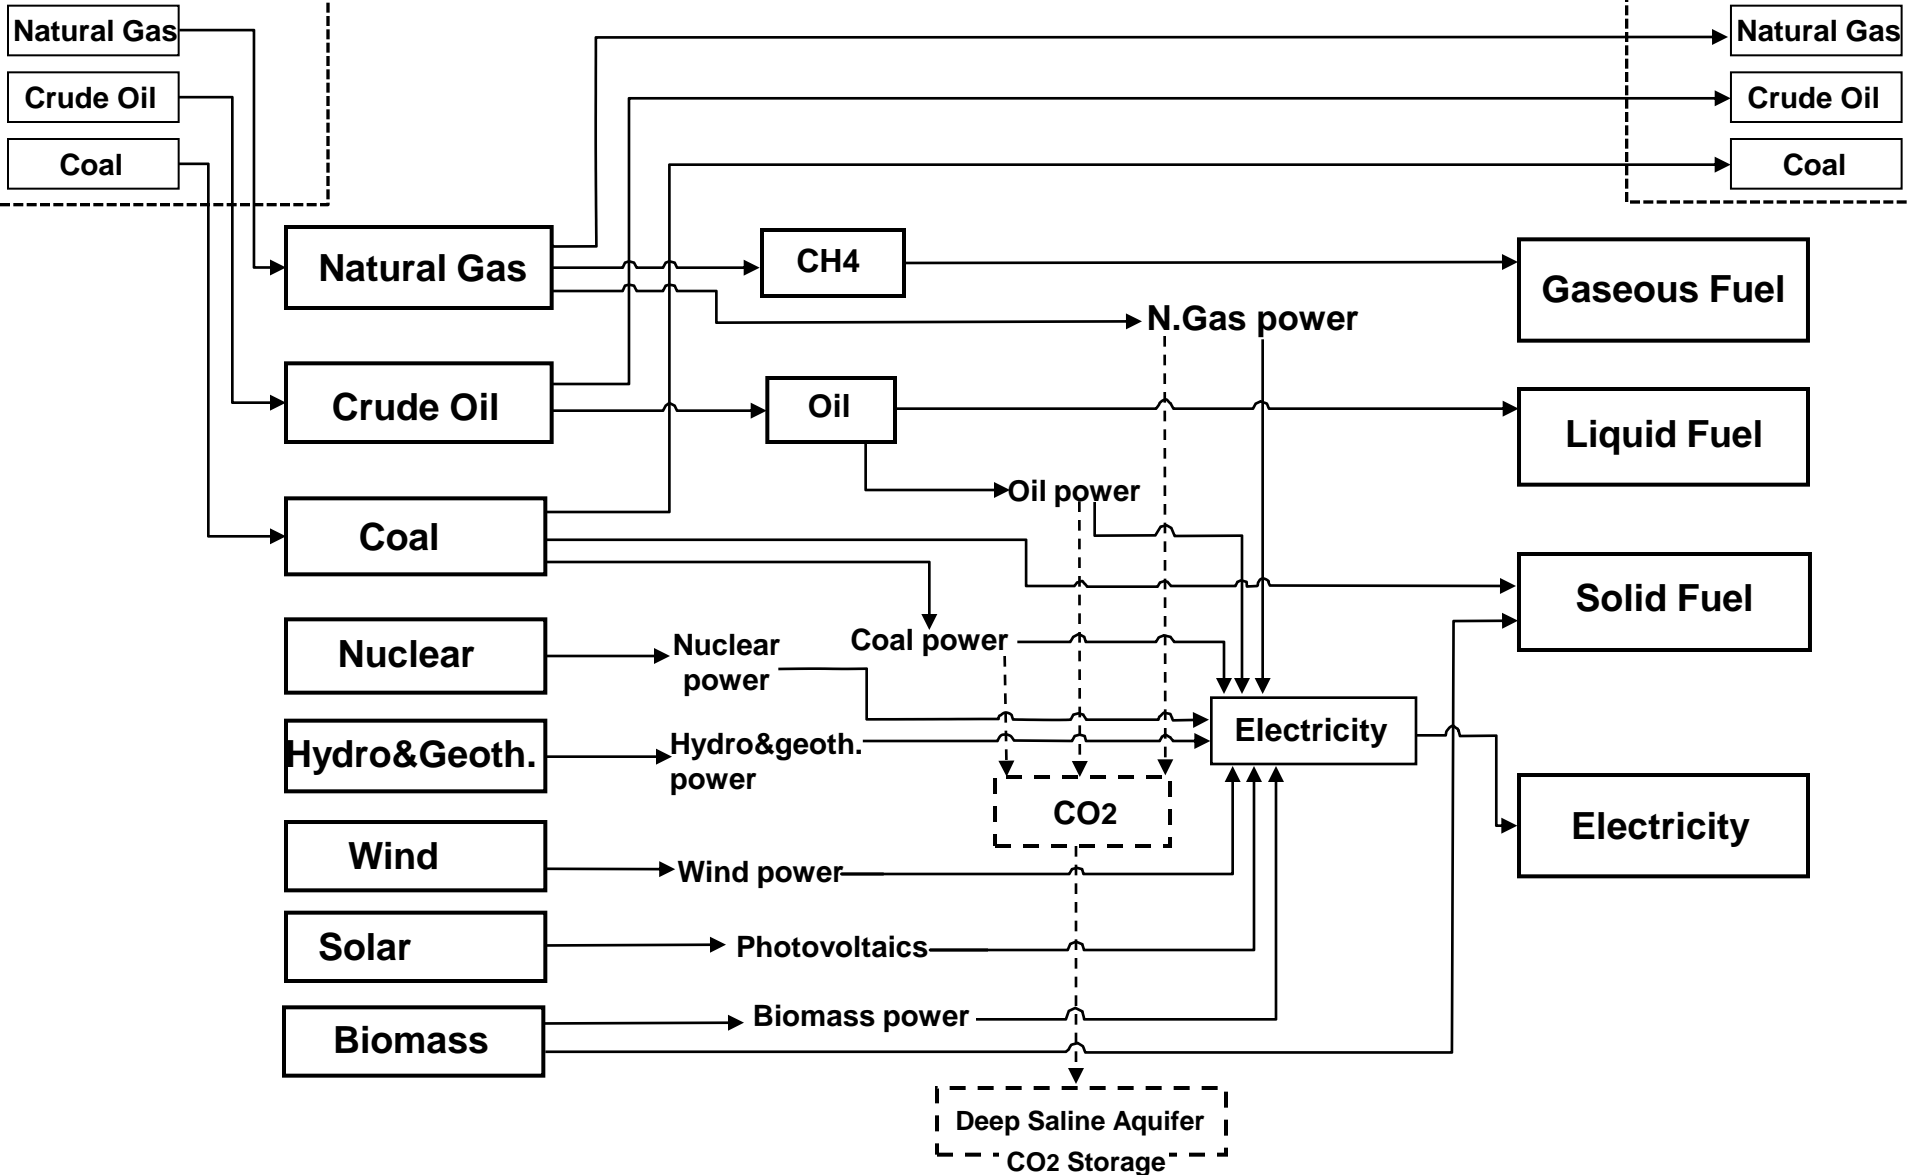 Natural Gas
Natural Gas
Crude Oil
Crude Oil
Coal
Coal
Natural Gas
CH4
Gaseous Fuel
N.Gas power
Crude Oil
Oil
Liquid Fuel
Oil power
Coal
Solid Fuel
Nuclear
Nuclear
power
Coal power
Electricity
Hydro&Geoth.
Hydro&geoth.
power
CO2
Electricity
Wind
Wind power
Solar
Photovoltaics
Biomass
Biomass power
Deep Saline Aquifer
CO2 Storage